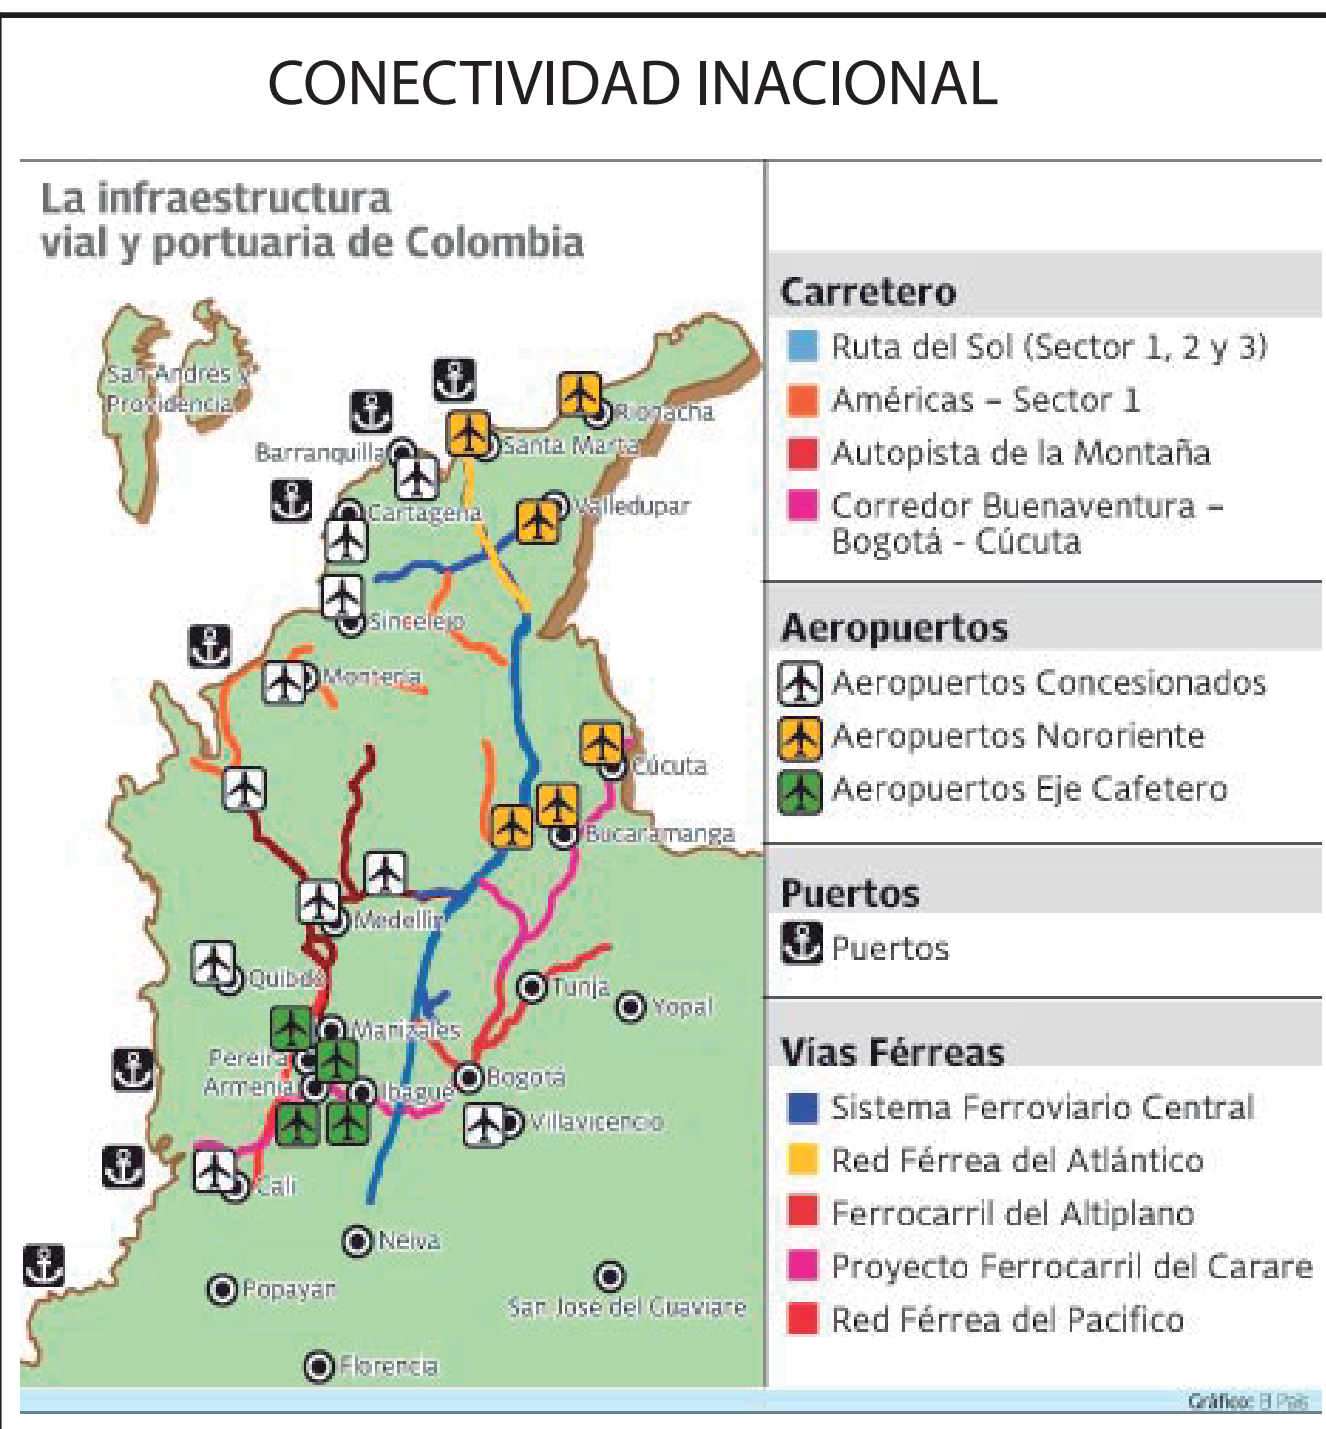 CONECTIVIDAD INACIONAL
La infraestructura
vial y portuaria de Colombia
San Andrés y
Providencia
Riohacha
Santa Marta
Barranquilla
Valledupar
Cartagena
Sincelejo
Montería
Cúcuta
Bucaramanga
Medellín
Quibdó
Tunja
Yopal
Manizales
Pereira
Armenia
Ibagué
Bogotá
Villavicencio
Cali
Neiva
Popayán
San José del Guaviare
Florencia
Carretero
Ruta del Sol (Sector 1, 2 y 3)
Américas – Sector 1
Autopista de la Montaña
Corredor Buenaventura –
Bogotá - Cúcuta
Aeropuertos
Aeropuertos Concesionados
Aeropuertos Nororiente
Aeropuertos Eje Cafetero
Puertos
Puertos
Vías Férreas
Sistema Ferroviario Central
Red Férrea del Atlántico
Ferrocarril del Altiplano
Proyecto Ferrocarril del Carare
Red Férrea del Pacifico
Gráfico: El País